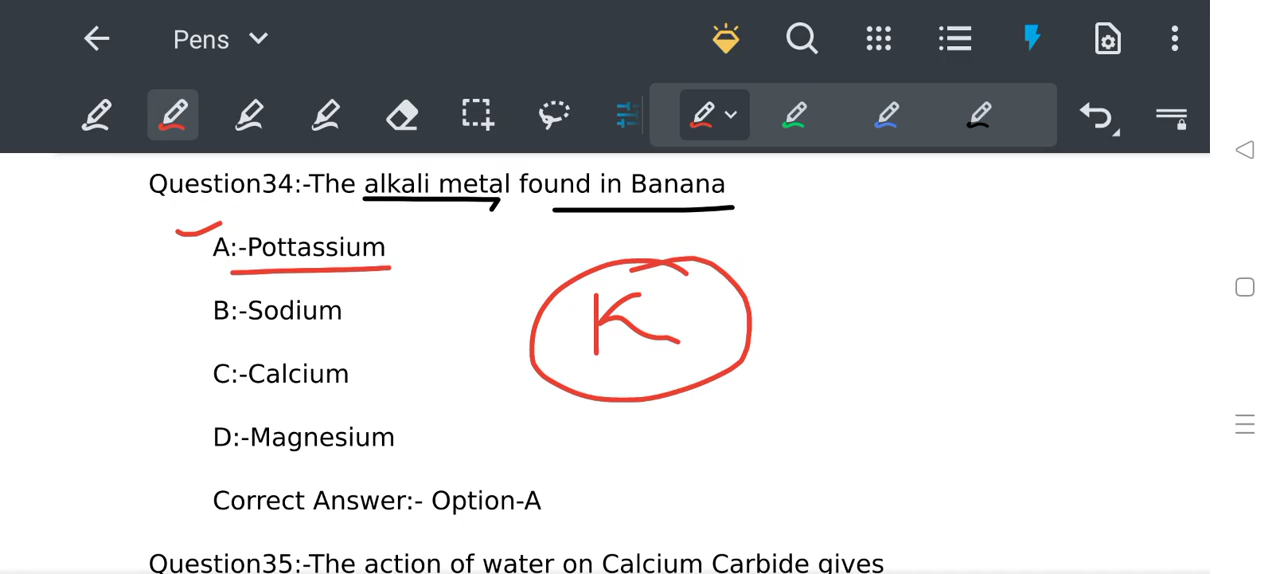 Pens
Question34:-The alkali metal found in Banana
A:-Pottassium
B:-Sodium
K
C:-Calcium
D:-Magnesium
Correct Answer:- Option-A
Question35:-The action of water on Calcium Carbide gives